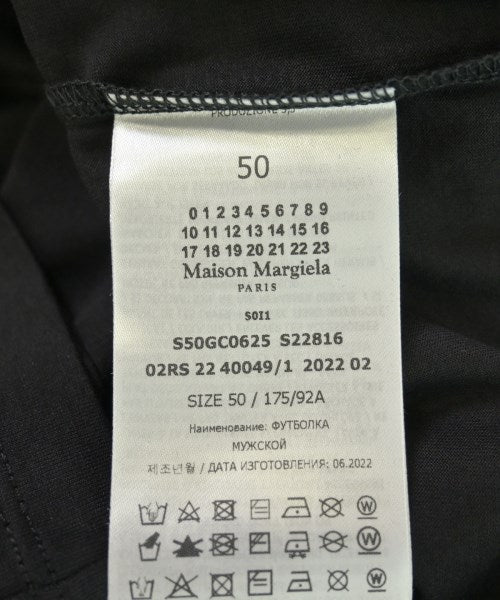 50
0 1 2 3 4 5 6 7 8 9
10 11 12 13 14 15 16
17 18 19 20 21 22 23
Maison Margiela
PARIS
S0I1
S50GC0625 S22816
02RS 22 40049/1 2022 02
SIZE 50 / 175/92A
Наименование: ФУТБОЛКА
МУЖСКОЙ
제조년월 / ДАТА ИЗГОТОВЛЕНИЯ: 06.2022